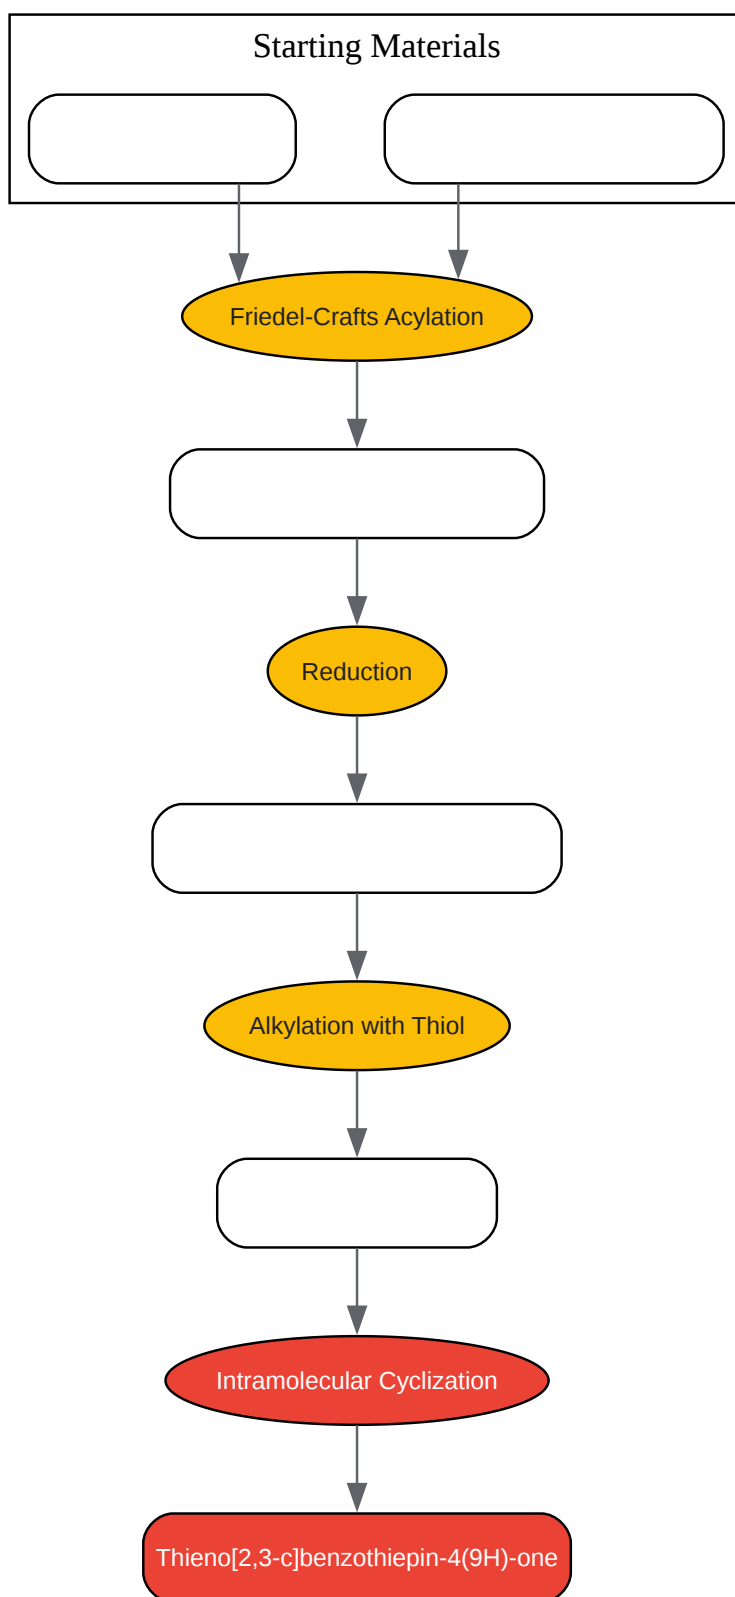 Starting Materials
Friedel-Crafts Acylation
Reduction
Alkylation with Thiol
Intramolecular Cyclization
Thieno[2,3-c]benzothiepin-4(9H)-one